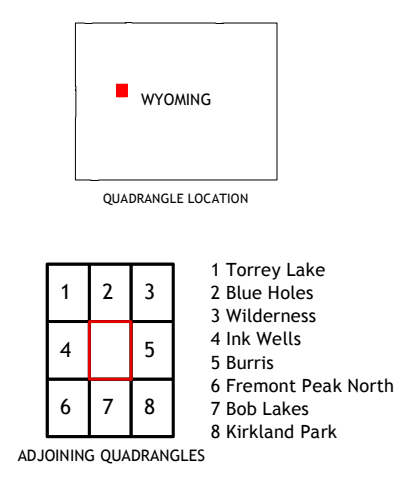 WYOMING
QUADRANGLE LOCATION
1 2 3
4 5
6 7 8
1 Torrey Lake
2 Blue Holes
3 Wilderness
4 Ink Wells
5 Burris
6 Fremont Peak North
7 Bob Lakes
8 Kirkland Park
ADJOINING QUADRANGLES